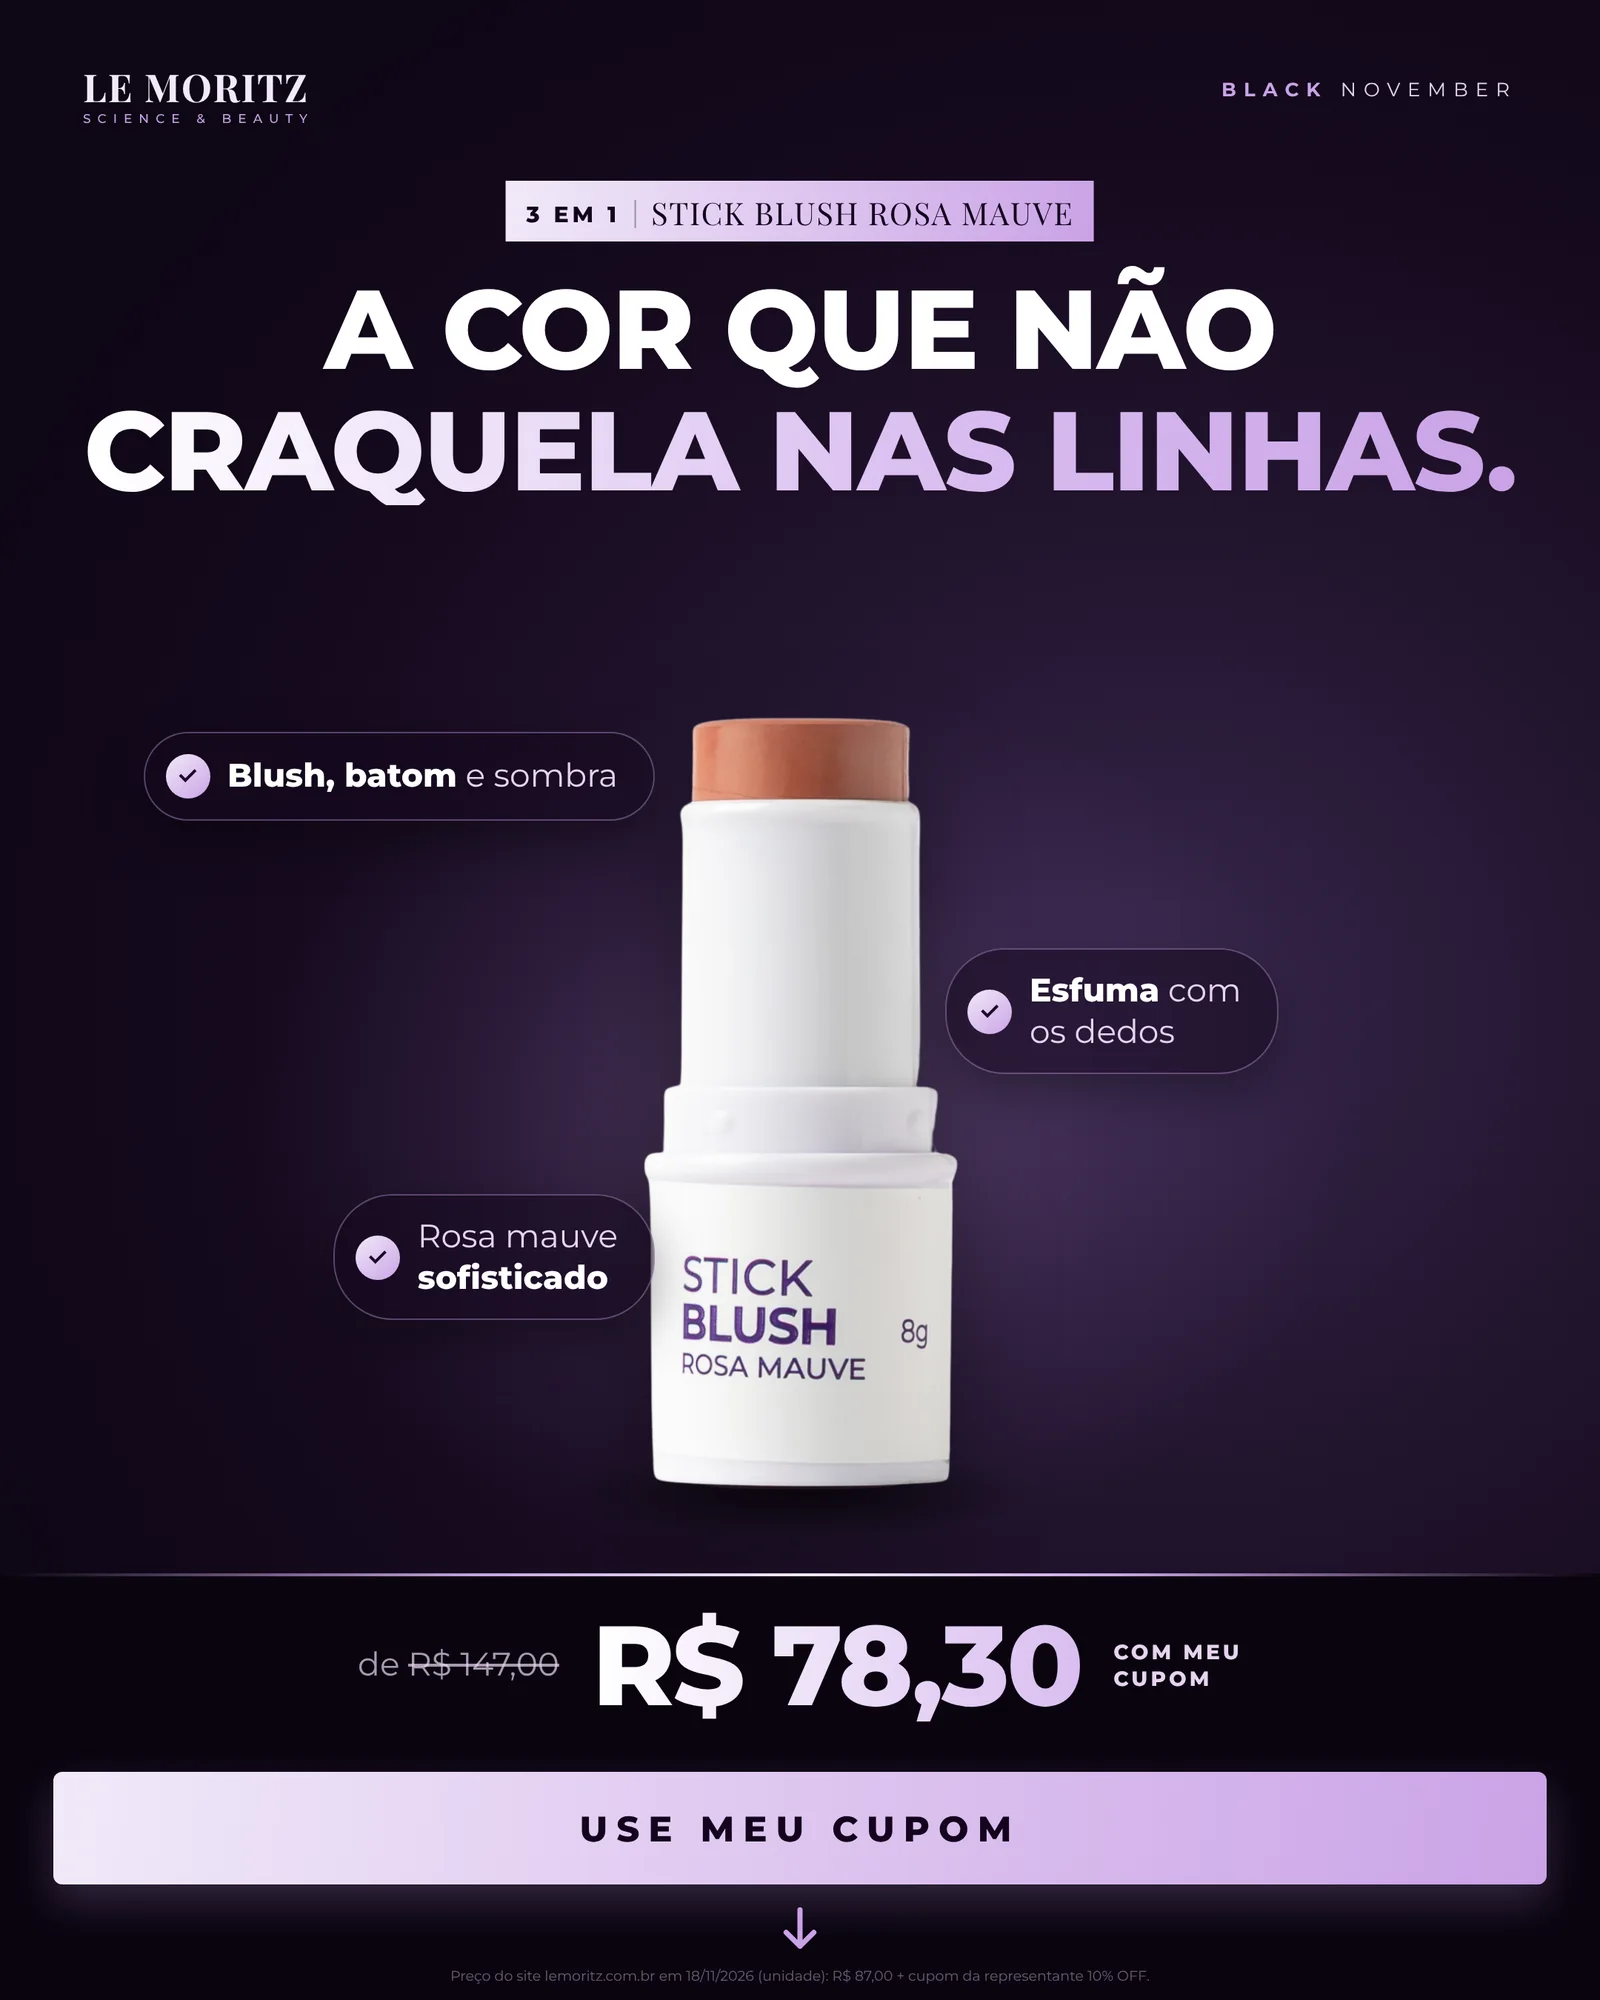 LE MORITZ
SCIENCE & BEAUTY
BLACK NOVEMBER
3 EM 1 | STICK BLUSH ROSA MAUVE
A COR QUE NÃO
CRAQUELA NAS LINHAS.
Blush, batom e sombra
Esfuma com
os dedos
Rosa mauve
sofisticado
STICK
BLUSH
ROSA MAUVE
8g
de R$ 147,00
R$ 78,30
COM MEU
CUPOM
USE MEU CUPOM
Preço do site lemoritz.com.br em 18/11/2026 (unidade): R$ 87,00 + cupom da representante 10% OFF.